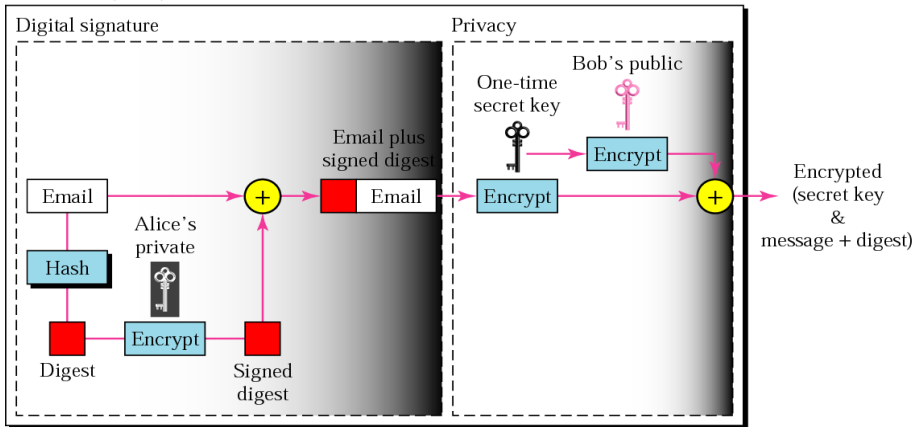 Digital signature
Privacy
Bob's public
One-time
secret key
Email plus
signed digest
Encrypt
Email
+
Email
Encrypt
+
Encrypted
(secret key
&
message + digest)
Alice's
private
Hash
Encrypt
Digest
Signed
digest